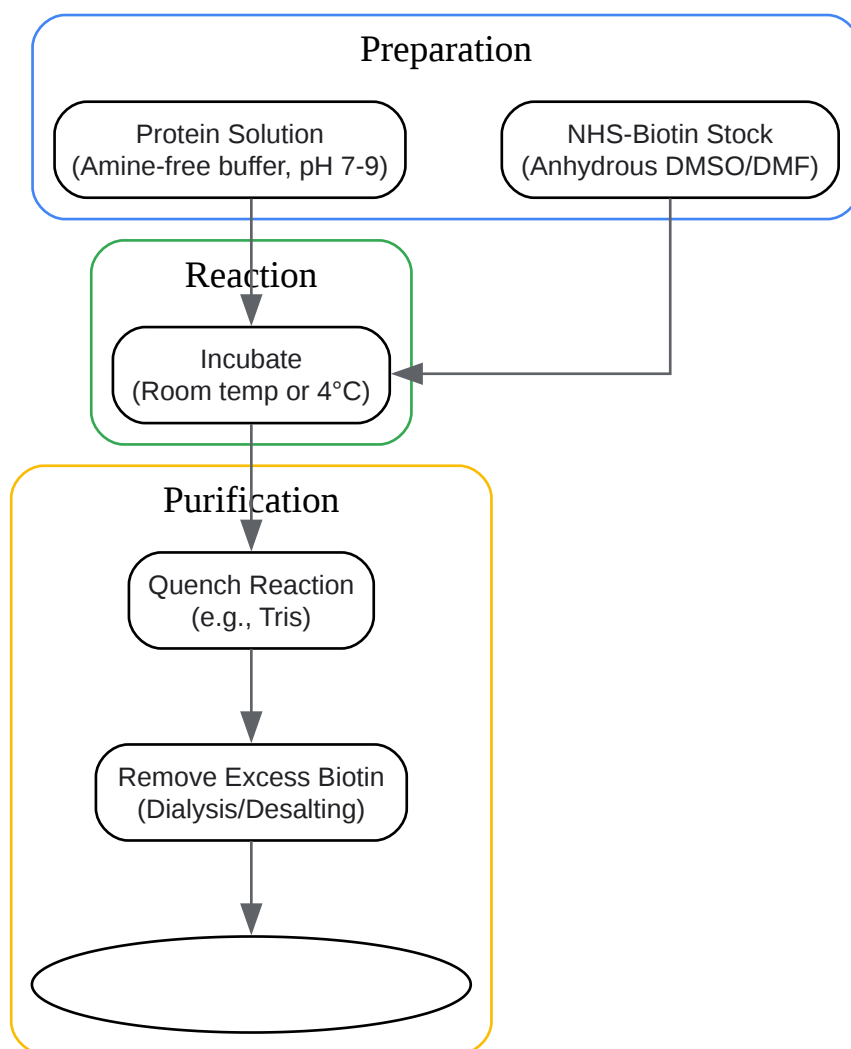 Preparation
Protein Solution
(Amine-free buffer, pH 7-9)
NHS-Biotin Stock
(Anhydrous DMSO/DMF)
Reaction
Incubate
(Room temp or 4°C)
Purification
Quench Reaction
(e.g., Tris)
Remove Excess Biotin
(Dialysis/Desalting)